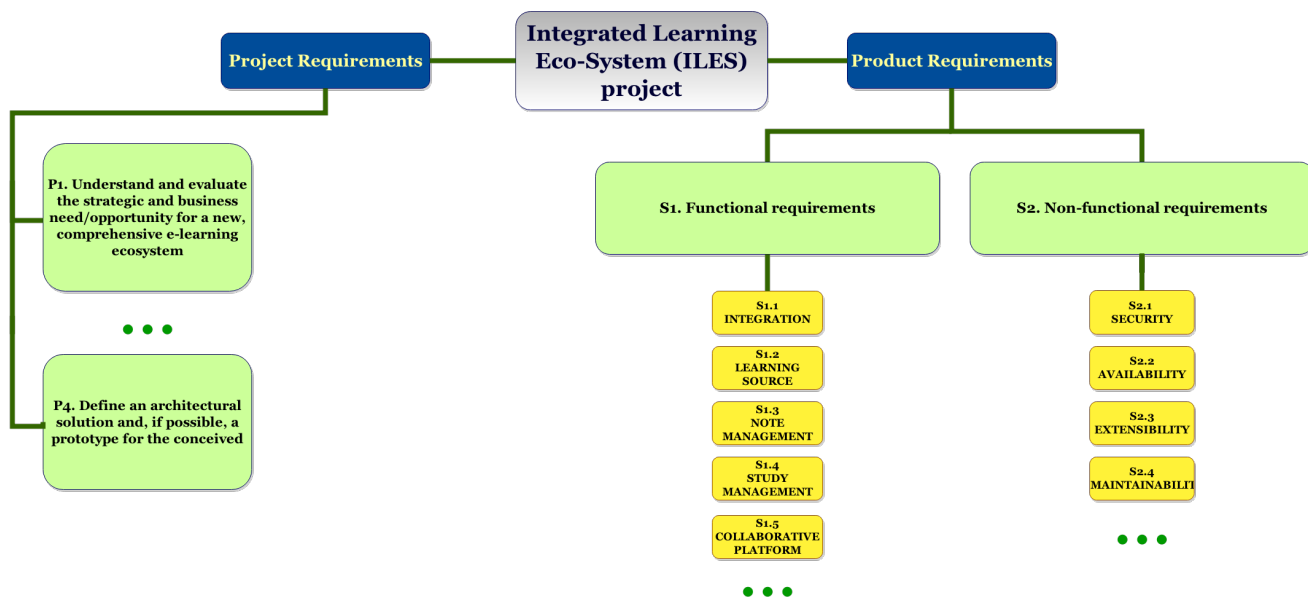 Integrated Learning
Eco-System (ILES)
project
Project Requirements
Product Requirements
P1. Understand and evaluate
the strategic and business
need/opportunity for a new,
comprehensive e-learning
ecosystem
P4. Define an architectural
solution and, if possible, a
prototype for the conceived
S1. Functional requirements
S1.1
INTEGRATION
S1.2
LEARNING
SOURCE
S1.3
NOTE
MANAGEMENT
S1.4
STUDY
MANAGEMENT
S1.5
COLLABORATIVE
PLATFORM
S2. Non-functional requirements
S2.1
SECURITY
S2.2
AVAILABILITY
S2.3
EXTENSIBILITY
S2.4
MAINTAINABILIT